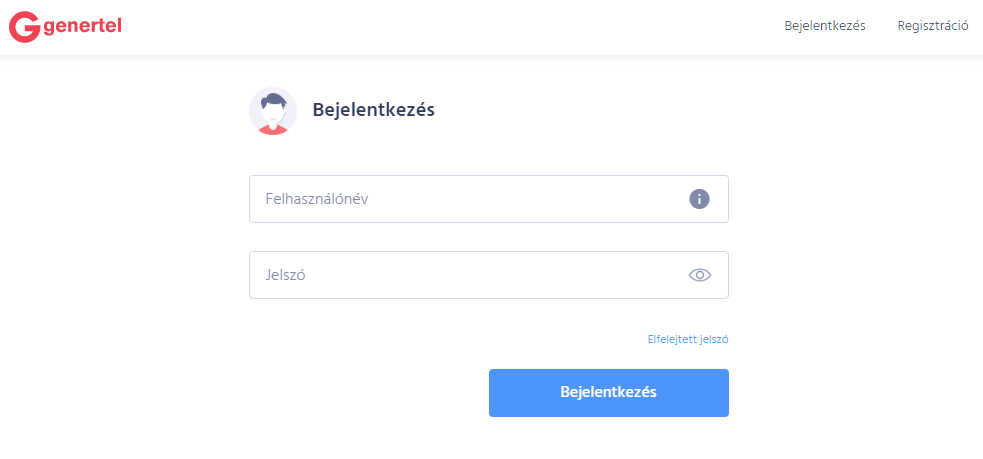 genertel
Bejelentkezés Regisztráció
Bejelentkezés
Felhasználónév
Jelszó
Elfelejtett jelszó
Bejelentkezés